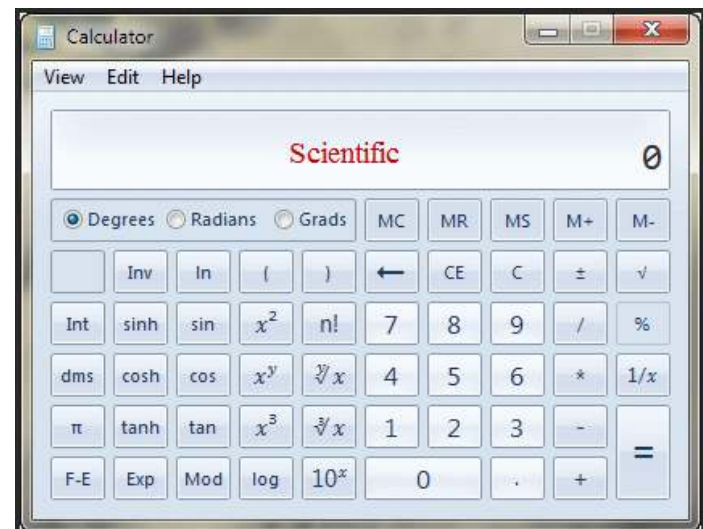 Calculator
View Edit Help
Scientific 0
Degrees Radians Grads MC MR MS M+ M-
Inv ln ( ) ← CE C ± √
Int sinh sin x² n! 7 8 9 / %
dms cosh cos xʸ ʸ√x 4 5 6 * 1/x
π tanh tan x³ ³√x 1 2 3 - =
F-E Exp Mod log 10ˣ 0 . +